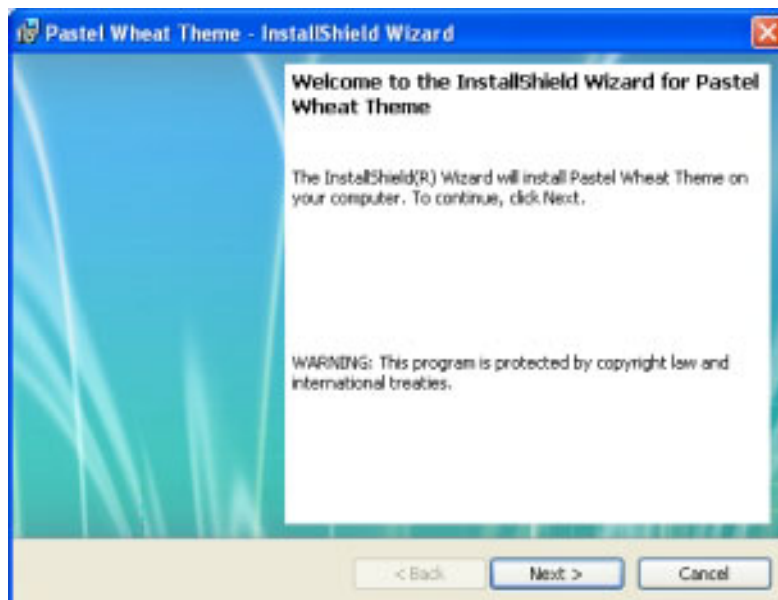 Pastel Wheat Theme - InstallShield Wizard
Welcome to the InstallShield Wizard for Pastel
Wheat Theme
The InstallShield(R) Wizard will install Pastel Wheat Theme on
your computer. To continue, click Next.
WARNING: This program is protected by copyright law and
international treaties.
< Back
Next >
Cancel